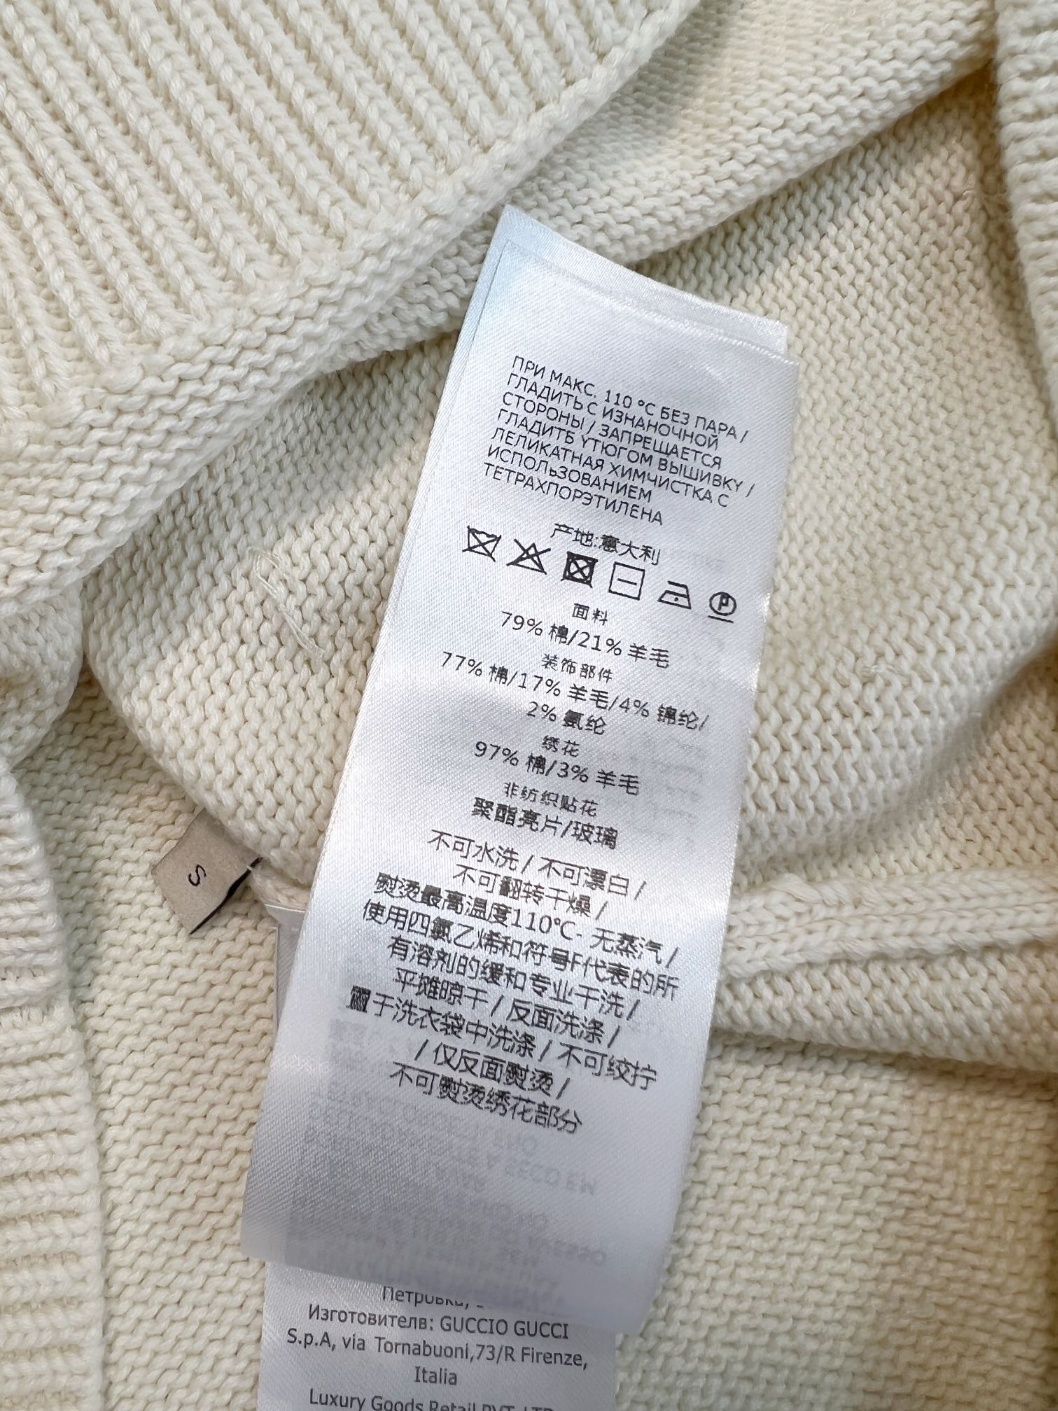 ПРИ МАКС. 110 °C БЕЗ ПАРА /
ГЛАДИТЬ С ИЗНАНОЧНОЙ
СТОРОНЫ / ЗАПРЕЩАЕТСЯ
ГЛАДИТБ YТЮГОМ ВЫШИВКУ /
ЛЕЛИКАТНАЯ ХИМЧИСТКА С
ИСПОЛЬЗОВАНИЕМ
ТЕТРАХПОРЭТИЛЕНА
产地:意大利
P
面料
79% 棉/21% 羊毛
装饰部件
77% 棉/17% 羊毛/4% 锦纶/
2% 氨纶
绣花
97% 棉/3% 羊毛
非纺织贴花
聚酯亮片/玻璃
不可水洗 / 不可漂白 /
不可翻转干燥 /
熨烫最高温度110°C- 无蒸汽 /
使用四氯乙烯和符号F代表的所
有溶剂的缓和专业干洗 /
平摊晾干 / 反面洗涤 /
置于洗衣袋中洗涤 / 不可绞拧
/ 仅反面熨烫 /
不可熨烫绣花部分
S
Петровка,
Изготовителв: GUCCIO GUCCI
S.p.A, via Tornabuoni,73/R Firenze,
Italia
Luxury Goods Retail